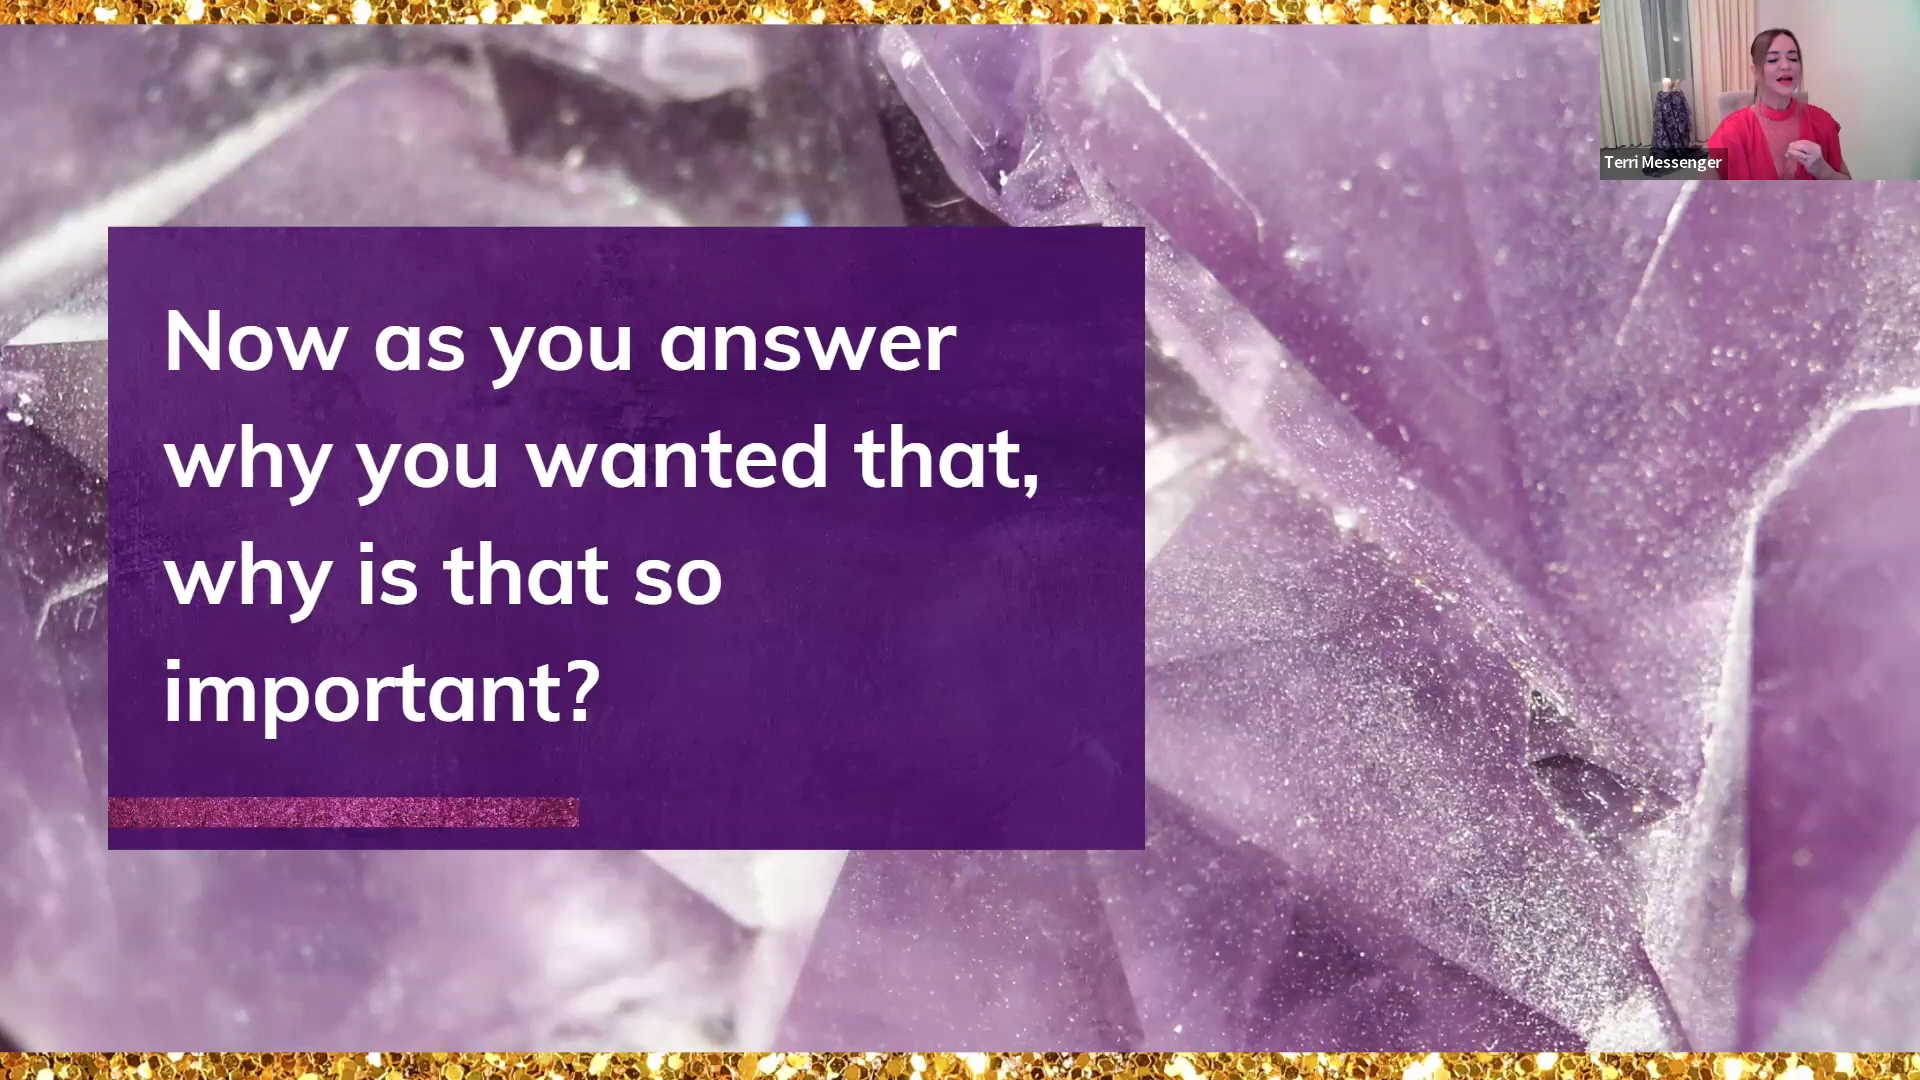 Terri Messenger
Now as you answer
why you wanted that,
why is that so
important?